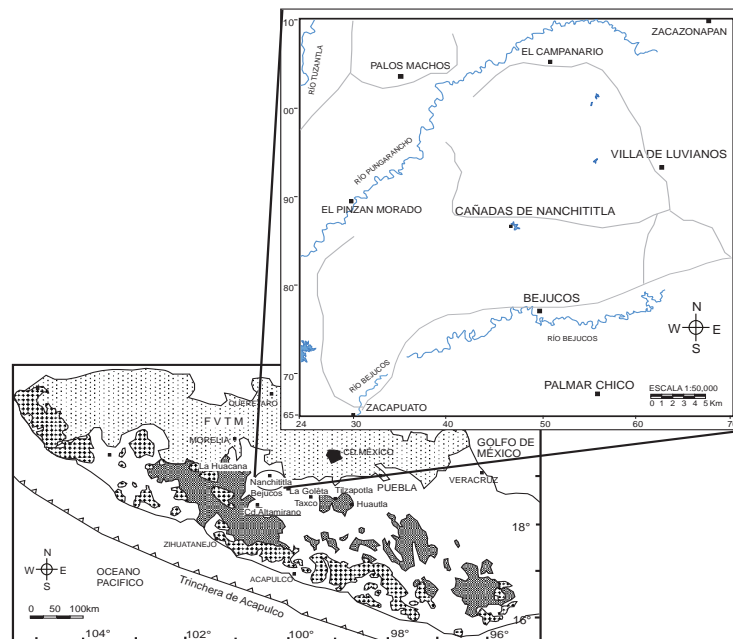 10
00
90
80
70
65
24
30
40
50
60
70
ZACAZONAPAN
EL CAMPANARIO
PALOS MACHOS
RÍO TUZANTLA
RÍO PUNGARANCHO
VILLA DE LUVIANOS
EL PINZAN MORADO
CAÑADAS DE NANCHITITLA
BEJUCOS
RÍO BEJUCOS
RÍO BEJUCOS
PALMAR CHICO
ZACAPUATO
N
W E
S
ESCALA 1:50,000
0 1 2 3 4 5 Km
QUERETARO
F V T M
MORELIA
CD.MÉXICO
GOLFO DE
MÉXICO
La Huacana
Nanchititla
Bejucos
La Goleta
Tilzapotla
PUEBLA
VERACRUZ
Taxco
Huautla
Cd Altamirano
ZIHUATANEJO
ACAPULCO
OCEANO
PACIFICO
Trinchera de Acapulco
N
W E
S
0 50 100km
18°
16°
104°
102°
100°
98°
96°